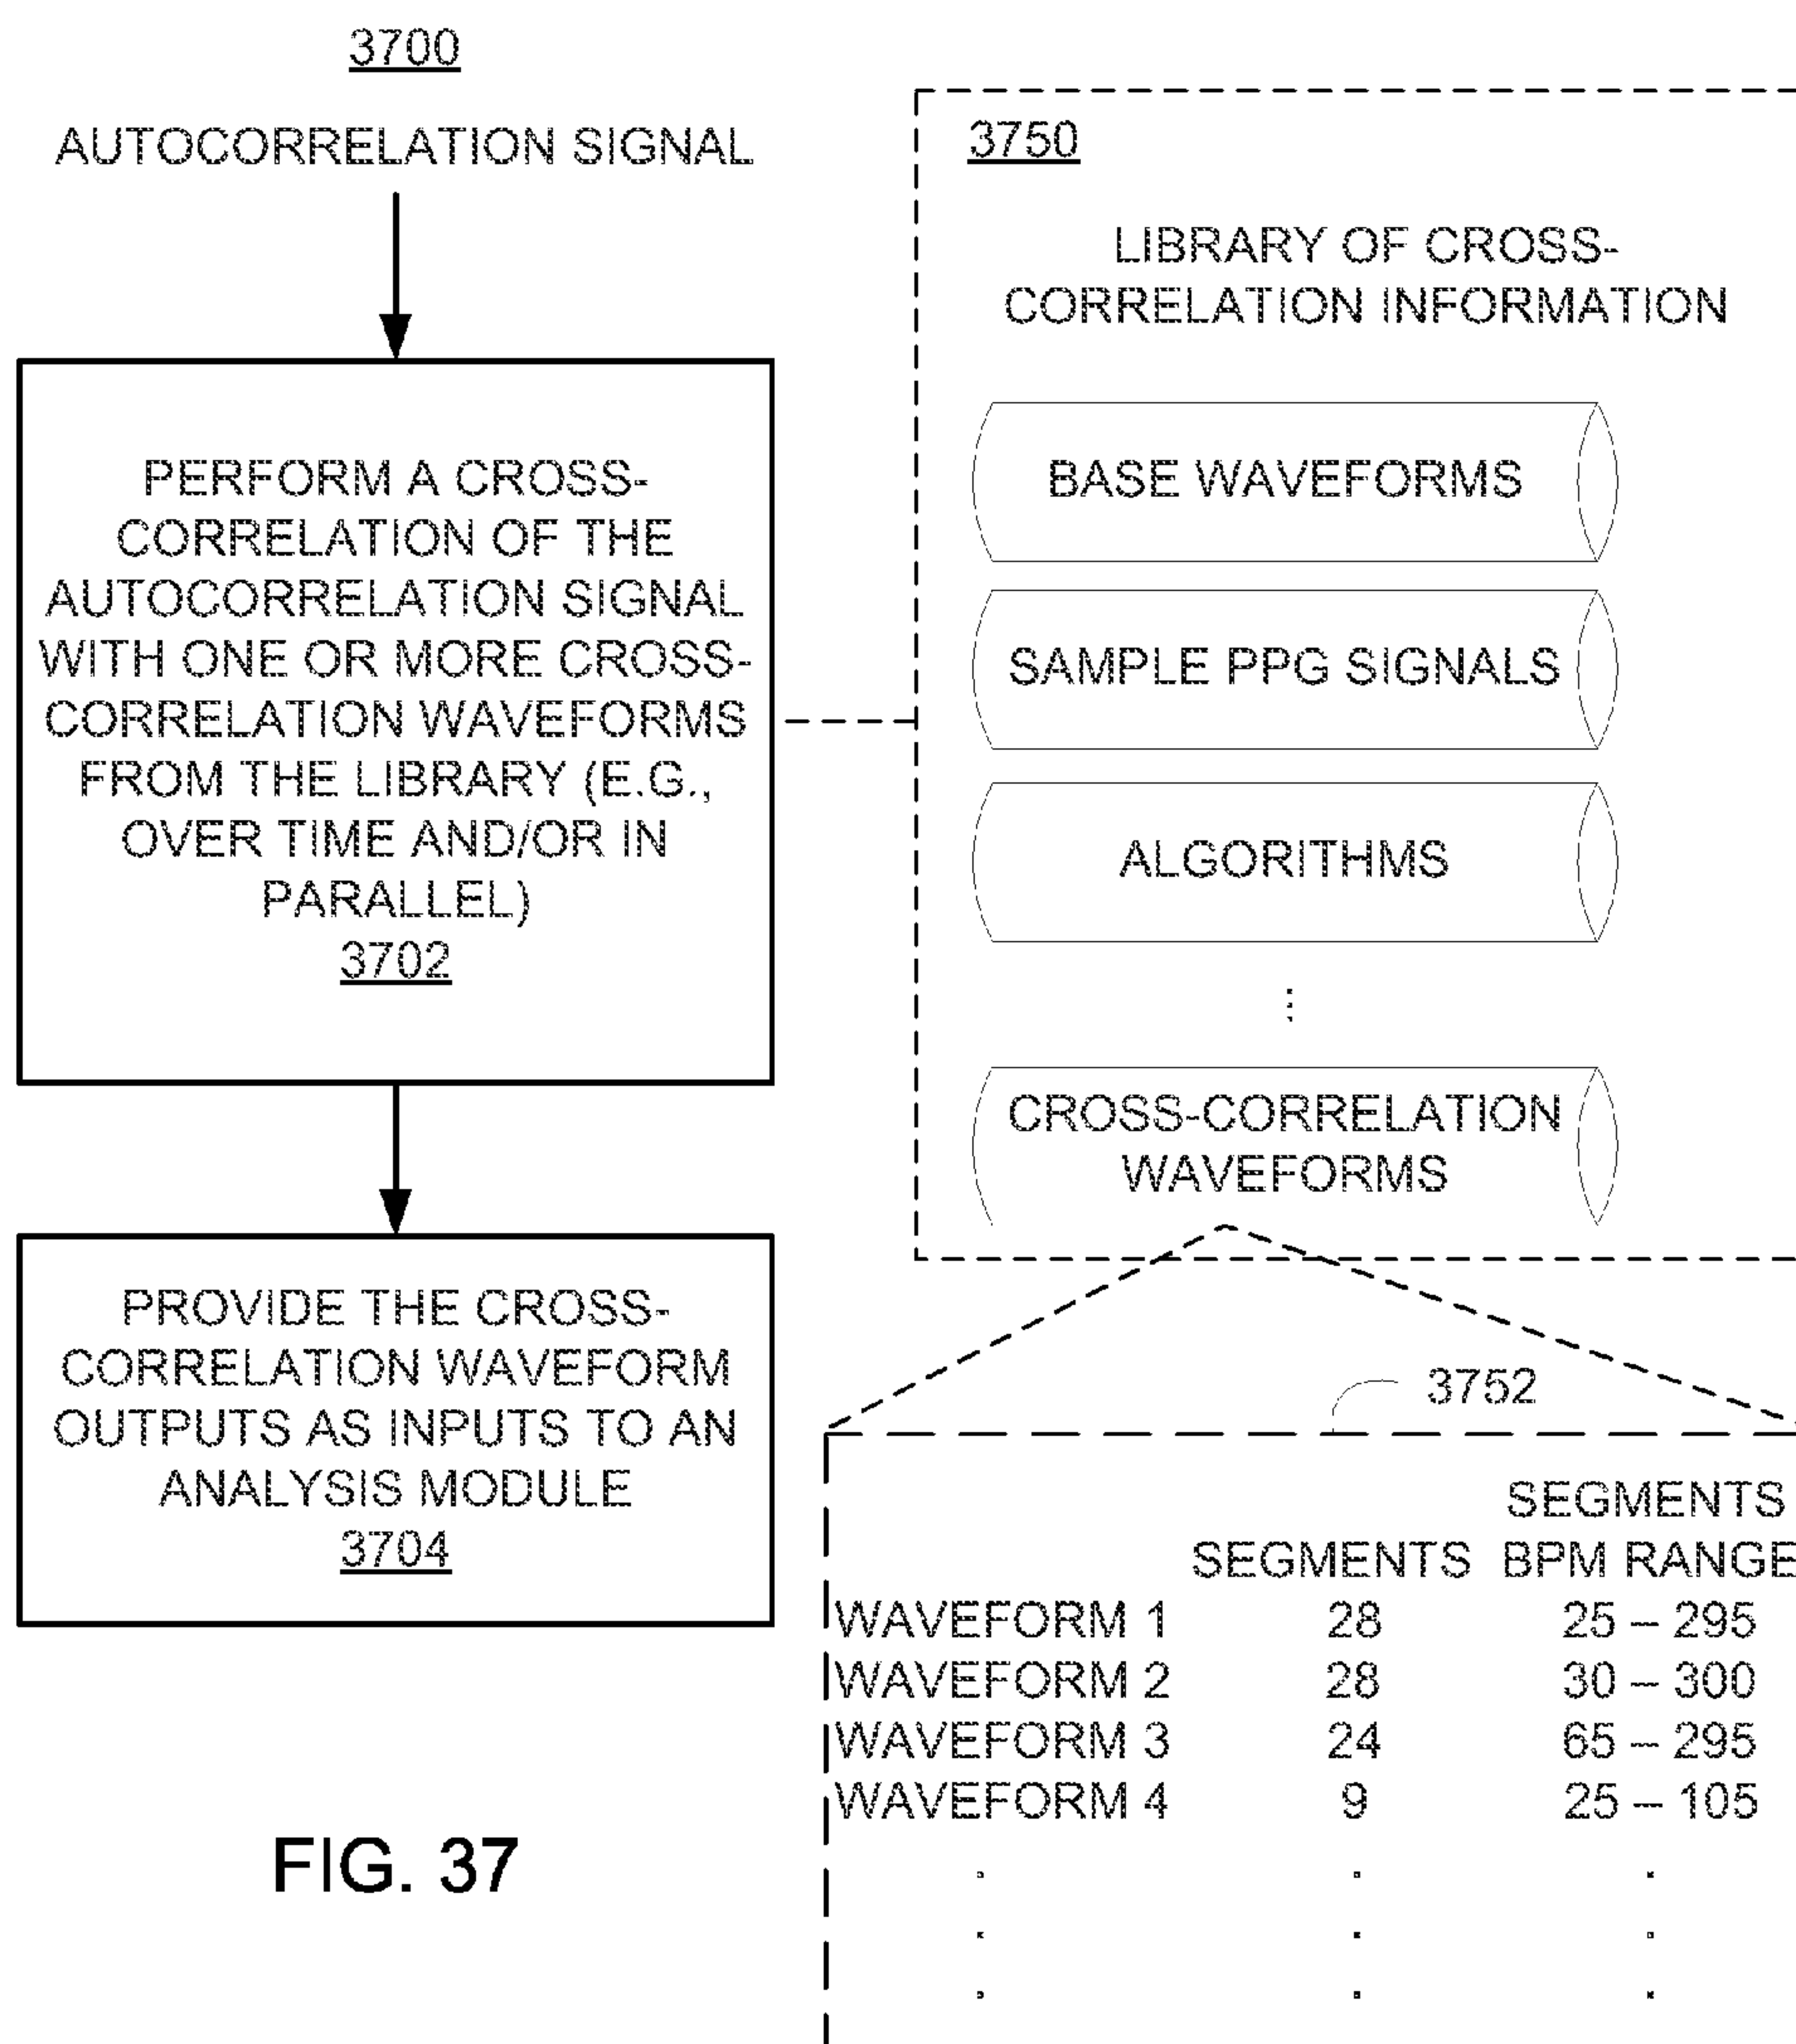 3700
AUTOCORRELATION SIGNAL
PERFORM A CROSS-
CORRELATION OF THE
AUTOCORRELATION SIGNAL
WITH ONE OR MORE CROSS-
CORRELATION WAVEFORMS
FROM THE LIBRARY (E.G.,
OVER TIME AND/OR IN
PARALLEL)
3702
PROVIDE THE CROSS-
CORRELATION WAVEFORM
OUTPUTS AS INPUTS TO AN
ANALYSIS MODULE
3704
FIG. 37
3750
LIBRARY OF CROSS-
CORRELATION INFORMATION
BASE WAVEFORMS
SAMPLE PPG SIGNALS
ALGORITHMS
CROSS-CORRELATION
WAVEFORMS
3752
SEGMENTS
SEGMENTS BPM RANGE
WAVEFORM 1 28 25 – 295
WAVEFORM 2 28 30 – 300
WAVEFORM 3 24 65 – 295
WAVEFORM 4 9 25 – 105